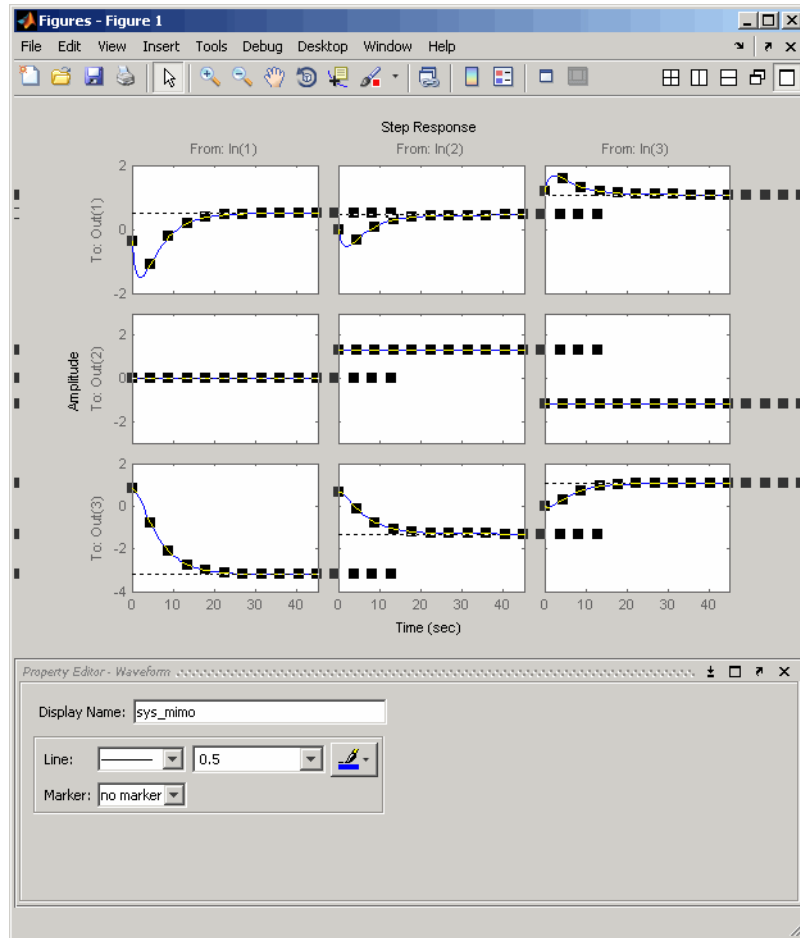 Figures - Figure 1
File Edit View Insert Tools Debug Desktop Window Help
Step Response
From: In(1) From: In(2) From: In(3)
To: Out(1)
2
0
-2
Amplitude
To: Out(2)
2
0
-2
To: Out(3)
2
0
-2
-4
0 10 20 30 40 0 10 20 30 40 0 10 20 30 40
Time (sec)
Property Editor - Waveform
Display Name: sys_mimo
Line: 0.5
Marker: no marker